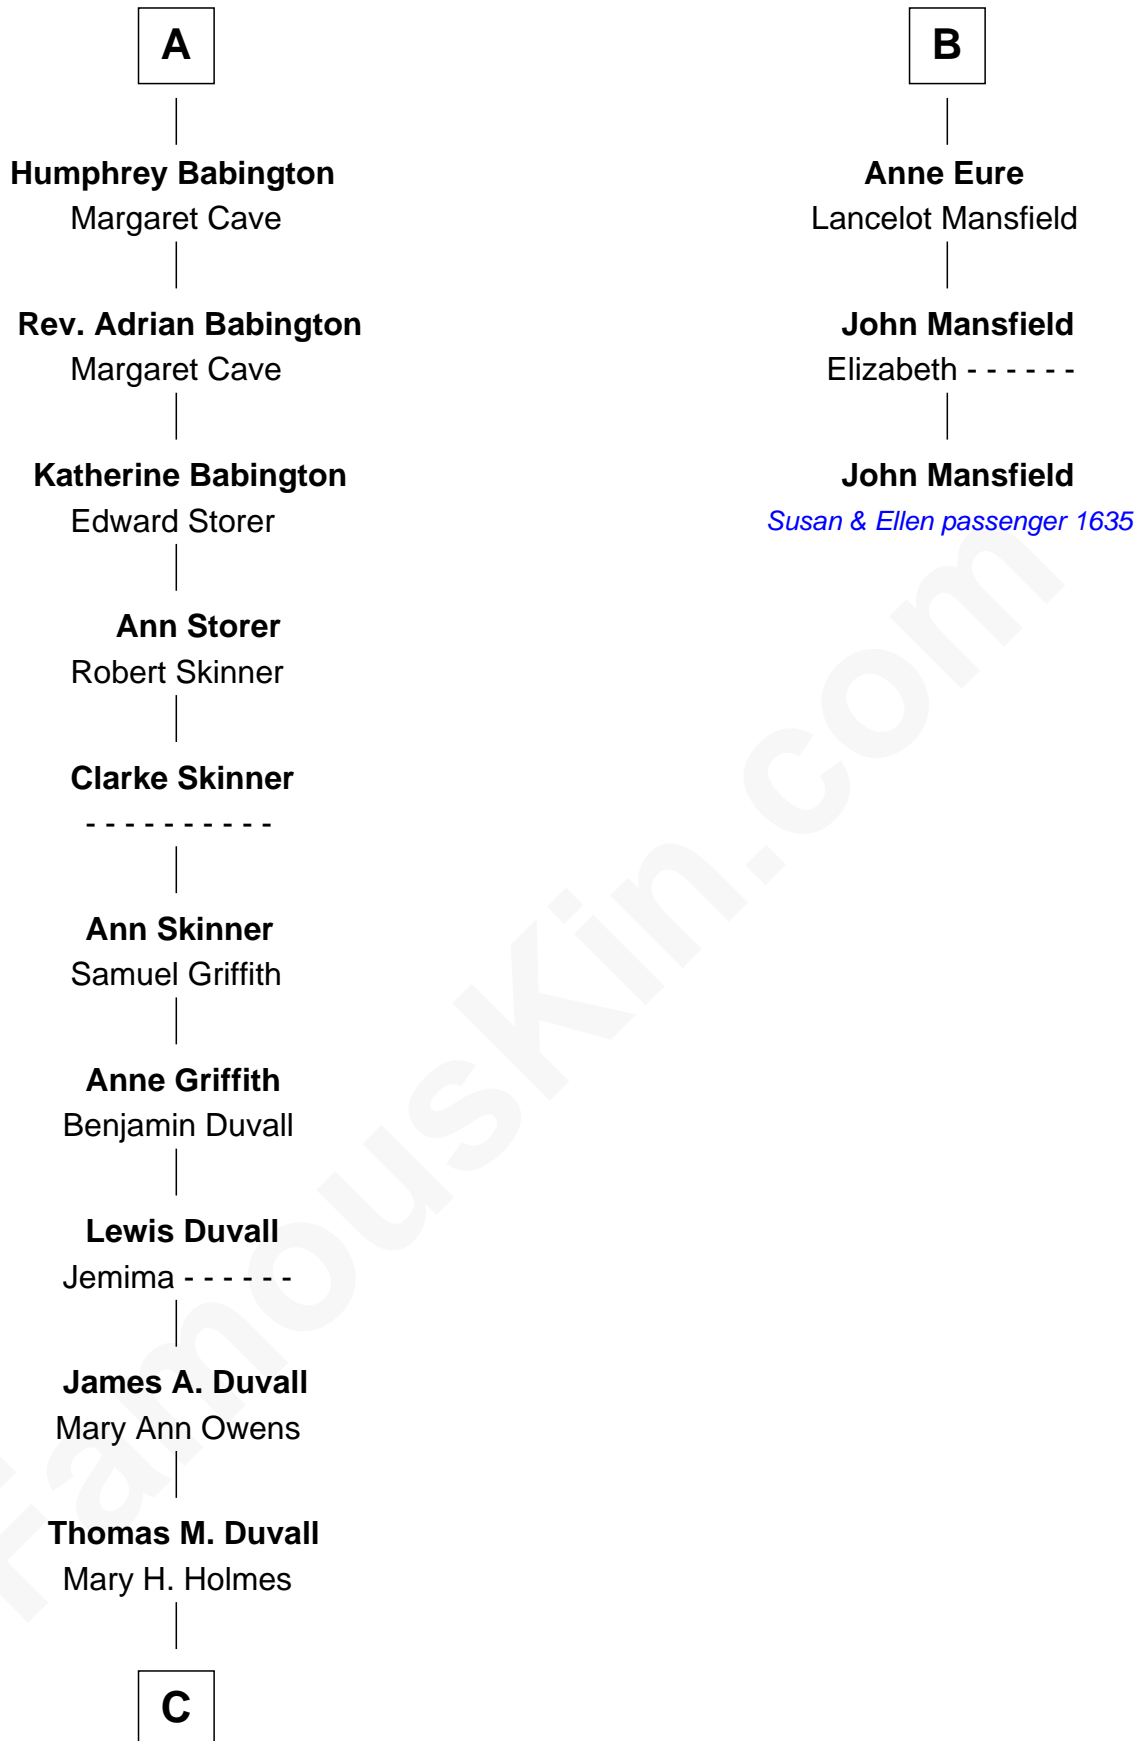 A
Humphrey Babington
Margaret Cave
Rev. Adrian Babington
Margaret Cave
Katherine Babington
Edward Storer
Ann Storer
Robert Skinner
Clarke Skinner
- - - - - - - - - -
Ann Skinner
Samuel Griffith
Anne Griffith
Benjamin Duvall
Lewis Duvall
Jemima - - - - - -
James A. Duvall
Mary Ann Owens
Thomas M. Duvall
Mary H. Holmes
C
B
Anne Eure
Lancelot Mansfield
John Mansfield
Elizabeth - - - - - -
John Mansfield
Susan & Ellen passenger 1635
FamousKin.com